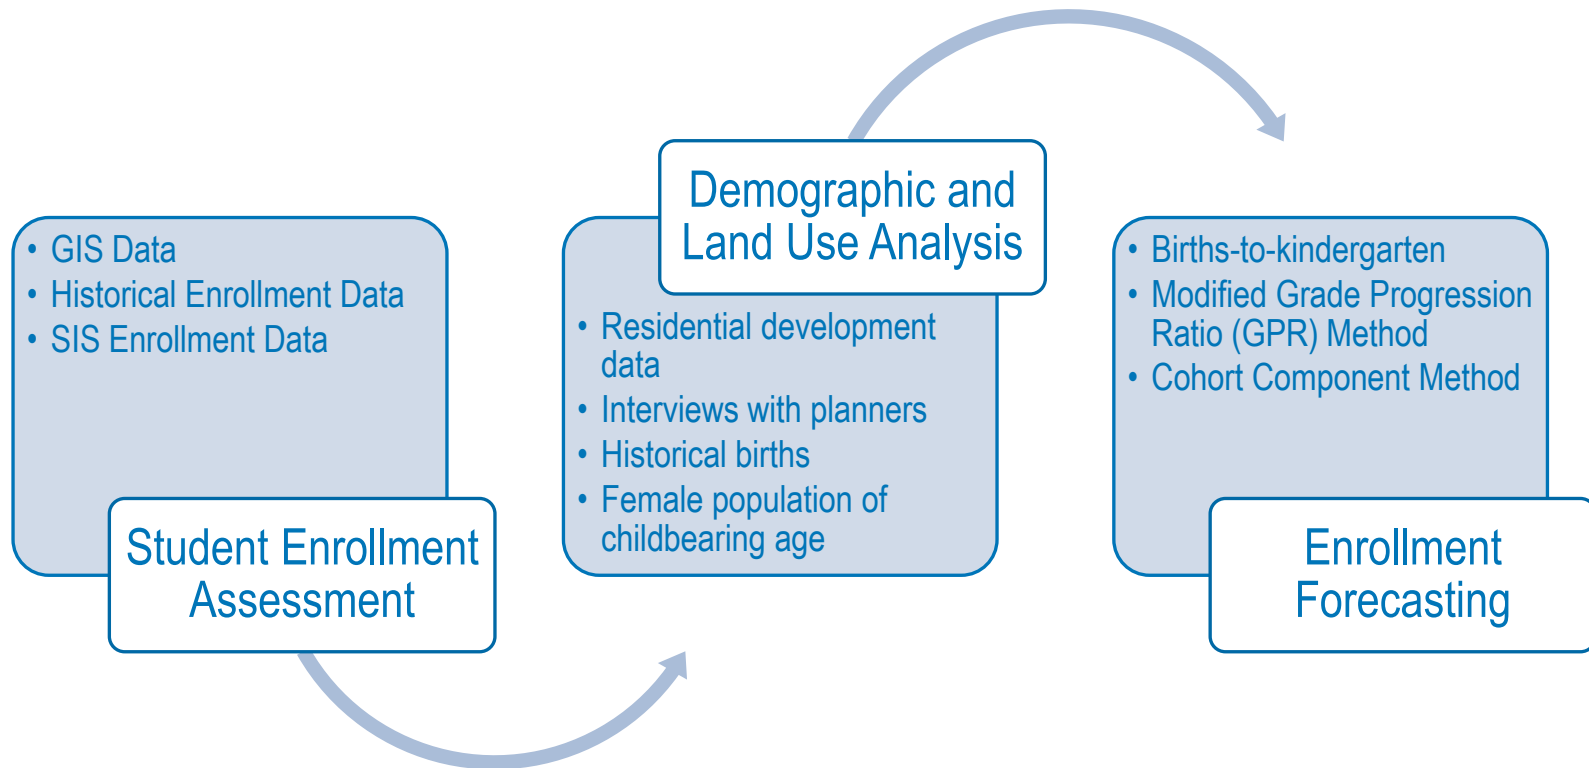 • GIS Data
• Historical Enrollment Data
• SIS Enrollment Data
Student Enrollment
Assessment
Demographic and
Land Use Analysis
• Residential development
data
• Interviews with planners
• Historical births
• Female population of
childbearing age
• Births-to-kindergarten
• Modified Grade Progression
Ratio (GPR) Method
• Cohort Component Method
Enrollment
Forecasting